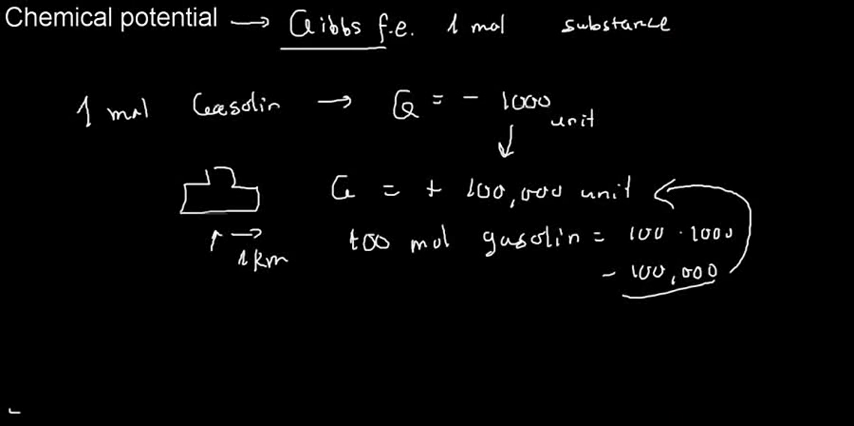 Chemical potential → Gibbs f.e. 1 mol substance
1 mol Gasolin → G = - 1000 unit
G = + 100,000 unit
1 km
100 mol gasolin = 100 · 1000
- 100,000